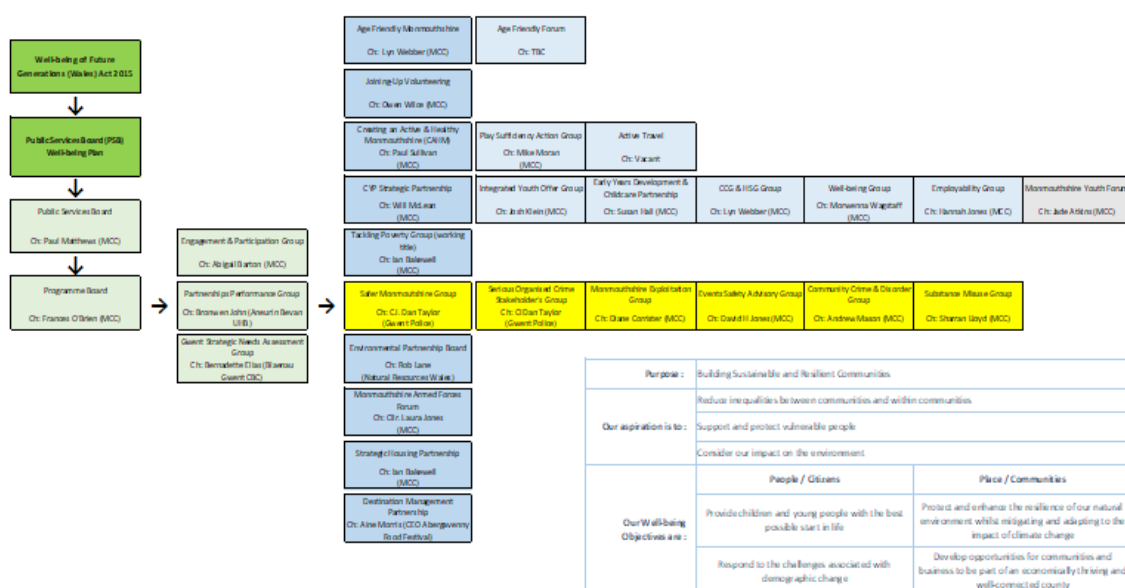 Well-being of Future
Generations (Wales) Act 2015
Public Services Board (PSB)
Well-being Plan
Public Services Board
Ch: Paul Matthews (MCC)
Programme Board
Ch: Frances O'Brien (MCC)
Engagement & Participation Group
Ch: Abigail Barton (MCC)
Partnerships Performance Group
Ch: Bronwen John (Aneurin Bevan
UHB)
Gwent Strategic Needs Assessment
Group
Ch: Bernadette Elias (Blaenau
Gwent CBC)
Age Friendly Monmouthshire
Ch: Lyn Webber (MCC)
Age Friendly Forum
Ch: TBC
Joining-Up Volunteering
Ch: Owen Wilce (MCC)
Creating an Active & Healthy
Monmouthshire (CAHM)
Ch: Paul Sullivan
(MCC)
Play Sufficiency Action Group
Ch: Mike Moran
(MCC)
Active Travel
Ch: Vacant
CYP Strategic Partnership
Ch: Will McLean
(MCC)
Integrated Youth Offer Group
Ch: Josh Klein (MCC)
Early Years Development &
Childcare Partnership
Ch: Susan Hall (MCC)
CCG & HSG Group
Ch: Lyn Webber (MCC)
Well-being Group
Ch: Morwenna Wagstaff
(MCC)
Employability Group
Ch: Hannah Jones (MCC)
Monmouthshire Youth Forum
Ch: Jade Atkins (MCC)
Tackling Poverty Group (working
title)
Ch: Ian Bakewell
(MCC)
Safer Monmouthshire Group
Ch: C.I. Dan Taylor
(Gwent Police)
Serious Organised Crime
Stakeholder's Group
Ch: CI Dan Taylor
(Gwent Police)
Monmouthshire Exploitation
Group
Ch: Diane Corrister (MCC)
Events Safety Advisory Group
Ch: David H Jones (MCC)
Community Crime & Disorder
Group
Ch: Andrew Mason (MCC)
Substance Misuse Group
Ch: Sharran Lloyd (MCC)
Environmental Partnership Board
Ch: Rob Lane
(Natural Resources Wales)
Monmouthshire Armed Forces
Forum
Ch: Cllr. Laura Jones
(MCC)
Strategic Housing Partnership
Ch: Ian Bakewell
(MCC)
Destination Management
Partnership
Ch: Aine Morris (CEO Abergavenny
Food Festival)
Purpose : Building Sustainable and Resilient Communities
Our aspiration is to :
Reduce inequalities between communities and within communities
Support and protect vulnerable people
Consider our impact on the environment
Our Well-being
Objectives are :
People / Citizens
Place / Communities
Provide children and young people with the best
possible start in life
Protect and enhance the resilience of our natural
environment whilst mitigating and adapting to the
impact of climate change
Respond to the challenges associated with
demographic change
Develop opportunities for communities and
business to be part of an economically thriving and
well-connected county